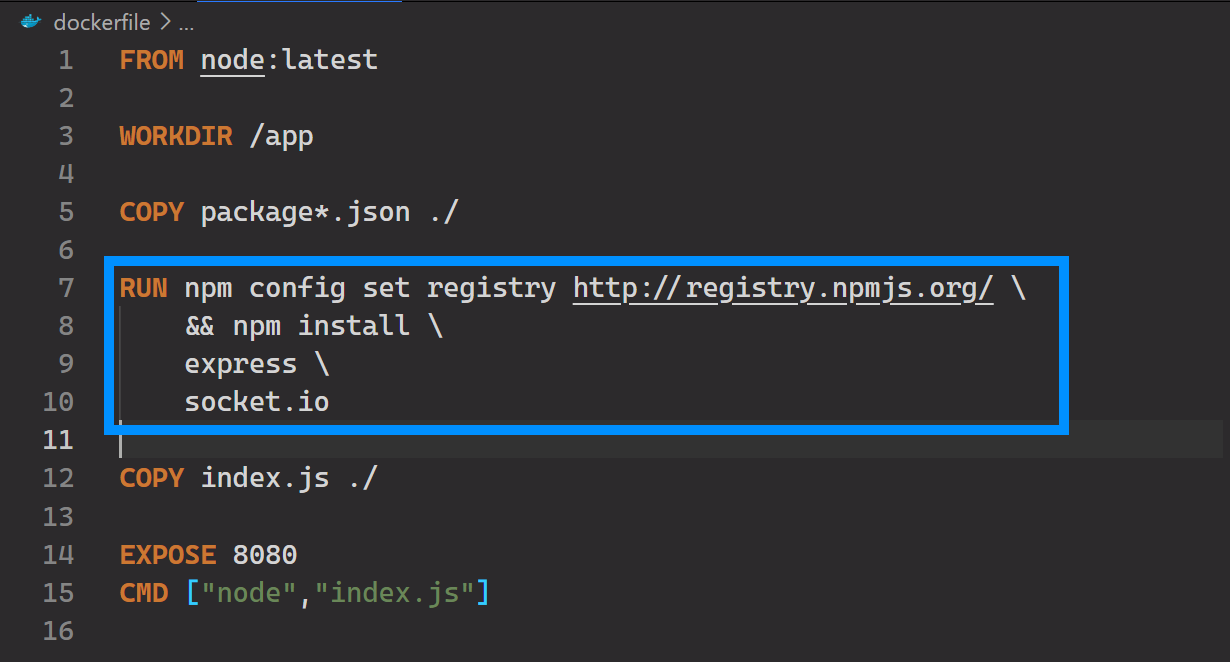 dockerfile > ...
1 FROM node:latest
2
3 WORKDIR /app
4
5 COPY package*.json ./
6
7 RUN npm config set registry http://registry.npmjs.org/ \
8 && npm install \
9 express \
10 socket.io
11
12 COPY index.js ./
13
14 EXPOSE 8080
15 CMD ["node","index.js"]
16